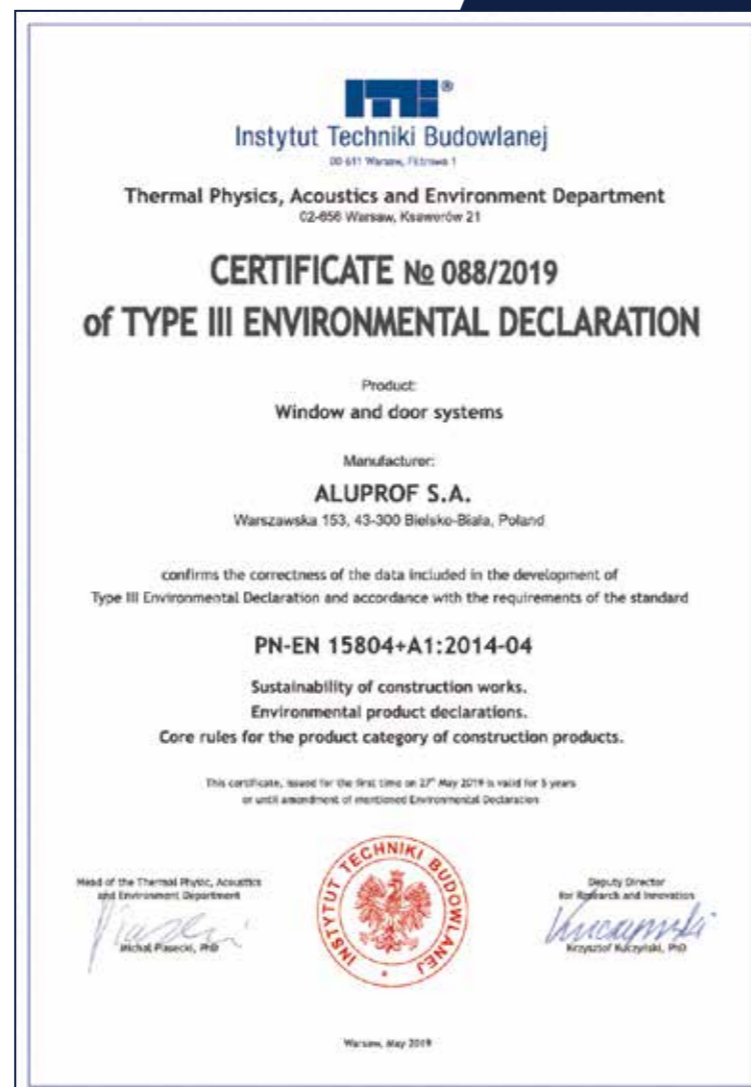 ITB®
Instytut Techniki Budowlanej
00-611 Warsaw, Filtrowa 1
Thermal Physics, Acoustics and Environment Department
02-656 Warsaw, Ksawerów 21
CERTIFICATE № 088/2019
of TYPE III ENVIRONMENTAL DECLARATION
Product:
Window and door systems
Manufacturer:
ALUPROF S.A.
Warszawska 153, 43-300 Bielsko-Biala, Poland
confirms the correctness of the data included in the development of
Type III Environmental Declaration and accordance with the requirements of the standard
PN-EN 15804+A1:2014-04
Sustainability of construction works.
Environmental product declarations.
Core rules for the product category of construction products.
This certificate, issued for the first time on 27th May 2019 is valid for 5 years
or until amendment of mentioned Environmental Declaration
Head of the Thermal Physic, Acoustics
and Environment Department
Michał Piasecki, PhD
INSTYTUT TECHNIKI BUDOWLANEJ
Deputy Director
for Research and Innovation
Krzysztof Kuczyński, PhD
Warsaw, May 2019